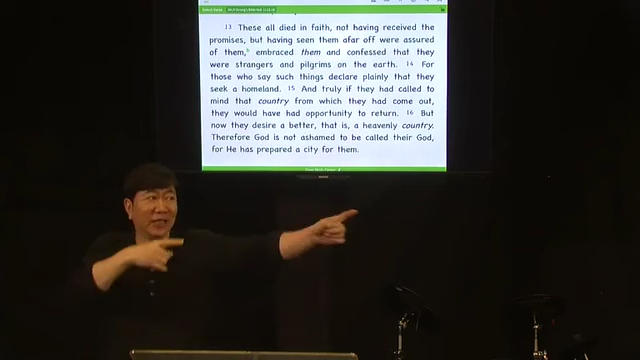 13 These all died in faith, not having received the
promises, but having seen them afar off were assured
of them,ᵇ embraced them and confessed that they
were strangers and pilgrims on the earth. 14 For
those who say such things declare plainly that they
seek a homeland. 15 And truly if they had called to
mind that country from which they had come out,
they would have had opportunity to return. 16 But
now they desire a better, that is, a heavenly country.
Therefore God is not ashamed to be called their God,
for He has prepared a city for them.